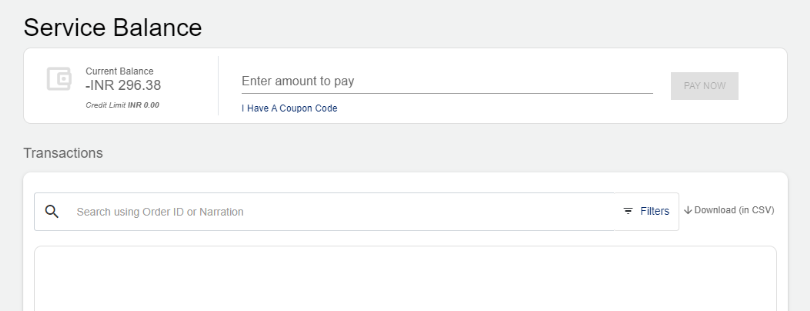 Service Balance
Current Balance
-INR 296.38
Credit Limit INR 0.00
Enter amount to pay
PAY NOW
I Have A Coupon Code
Transactions
Search using Order ID or Narration
Filters
Download (in CSV)